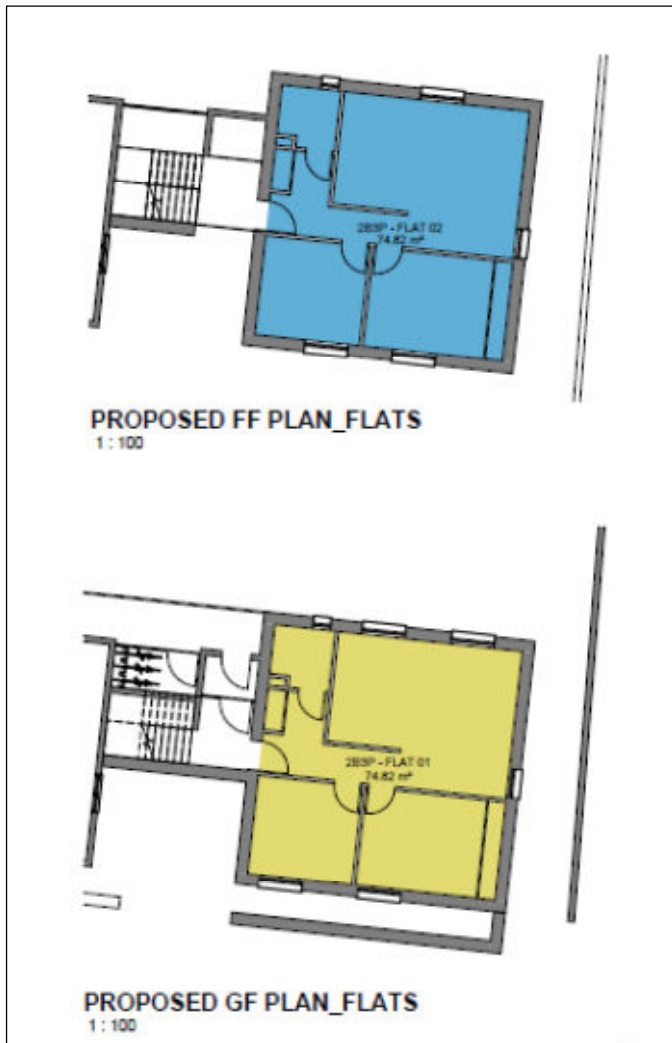 2B3P - FLAT 02
74.82 m²
PROPOSED FF PLAN_FLATS
1 : 100
2B3P - FLAT 01
74.82 m²
PROPOSED GF PLAN_FLATS
1 : 100